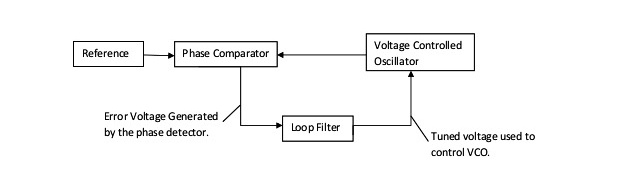 Reference
Phase Comparator
Voltage Controlled
Oscillator
Error Voltage Generated
by the phase detector.
Loop Filter
Tuned voltage used to
control VCO.